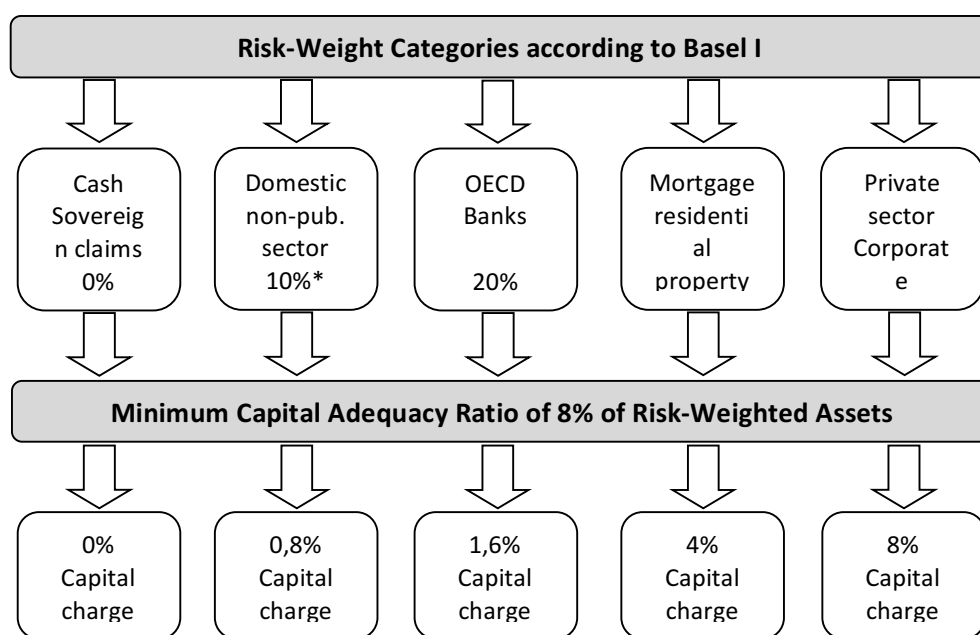 Risk-Weight Categories according to Basel I
Cash
Sovereig
n claims
0%
Domestic
non-pub.
sector
10%*
OECD
Banks
20%
Mortgage
residenti
al
property
Private
sector
Corporat
e
Minimum Capital Adequacy Ratio of 8% of Risk-Weighted Assets
0%
Capital
charge
0,8%
Capital
charge
1,6%
Capital
charge
4%
Capital
charge
8%
Capital
charge